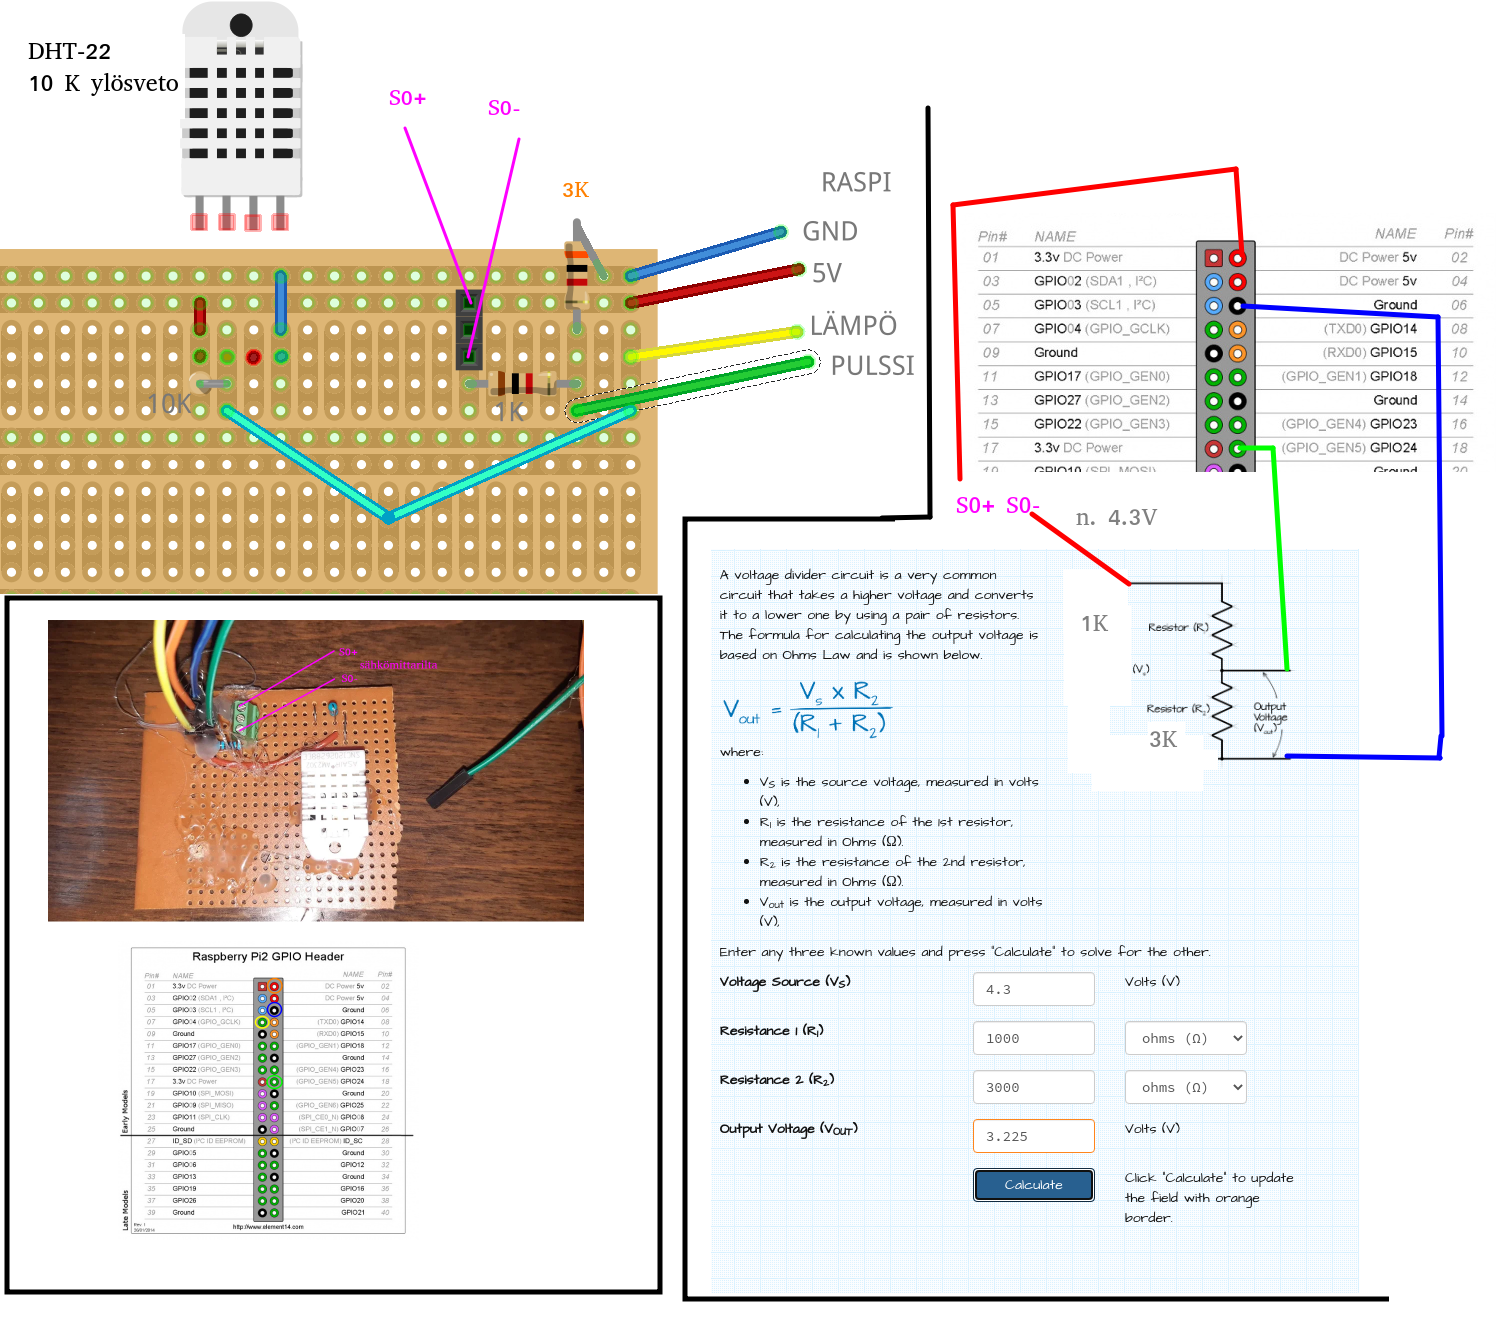 DHT-22
10 K ylösveto
S0+
S0-
3K
RASPI
GND
5V
LÄMPÖ
PULSSI
10K
1K
Pin# NAME NAME Pin#
01 3.3v DC Power DC Power 5v 02
03 GPIO02 (SDA1 , I²C) DC Power 5v 04
05 GPIO03 (SCL1 , I²C) Ground 06
07 GPIO04 (GPIO_GCLK) (TXD0) GPIO14 08
09 Ground (RXD0) GPIO15 10
11 GPIO17 (GPIO_GEN0) (GPIO_GEN1) GPIO18 12
13 GPIO27 (GPIO_GEN2) Ground 14
15 GPIO22 (GPIO_GEN3) (GPIO_GEN4) GPIO23 16
17 3.3v DC Power (GPIO_GEN5) GPIO24 18
19 GPIO10 (SPI_MOSI) Ground 20
S0+ S0-
n. 4.3V
A voltage divider circuit is a very common
circuit that takes a higher voltage and converts
it to a lower one by using a pair of resistors.
The formula for calculating the output voltage is
based on Ohms Law and is shown below.
Vout = Vs x R2
(R1 + R2)
where:
• VS is the source voltage, measured in volts
(V),
• R1 is the resistance of the 1st resistor,
measured in Ohms (Ω).
• R2 is the resistance of the 2nd resistor,
measured in Ohms (Ω).
• Vout is the output voltage, measured in volts
(V),
1K
Resistor (R1)
(Vs)
Resistor (R2)
3K
Output
Voltage
(Vout)
Enter any three known values and press "Calculate" to solve for the other.
Voltage Source (VS) 4.3 Volts (V)
Resistance 1 (R1) 1000 ohms (Ω)
Resistance 2 (R2) 3000 ohms (Ω)
Output Voltage (VOUT) 3.225 Volts (V)
Calculate
Click "Calculate" to update
the field with orange
border.
S0+
sähkömittarilta
S0-
Raspberry Pi2 GPIO Header
Pin# NAME NAME Pin#
01 3.3v DC Power DC Power 5v 02
03 GPIO02 (SDA1 , I²C) DC Power 5v 04
05 GPIO03 (SCL1 , I²C) Ground 06
07 GPIO04 (GPIO_GCLK) (TXD0) GPIO14 08
09 Ground (RXD0) GPIO15 10
11 GPIO17 (GPIO_GEN0) (GPIO_GEN1) GPIO18 12
13 GPIO27 (GPIO_GEN2) Ground 14
15 GPIO22 (GPIO_GEN3) (GPIO_GEN4) GPIO23 16
17 3.3v DC Power (GPIO_GEN5) GPIO24 18
19 GPIO10 (SPI_MOSI) Ground 20
21 GPIO09 (SPI_MISO) (GPIO_GEN6) GPIO25 22
23 GPIO11 (SPI_CLK) (SPI_CE0_N) GPIO08 24
25 Ground (SPI_CE1_N) GPIO07 26
27 ID_SD (I²C ID EEPROM) (I²C ID EEPROM) ID_SC 28
29 GPIO05 Ground 30
31 GPIO06 GPIO12 32
33 GPIO13 Ground 34
35 GPIO19 GPIO16 36
37 GPIO26 GPIO20 38
39 Ground GPIO21 40
Early Models
Late Models
Rev. 1
http://www.element14.com